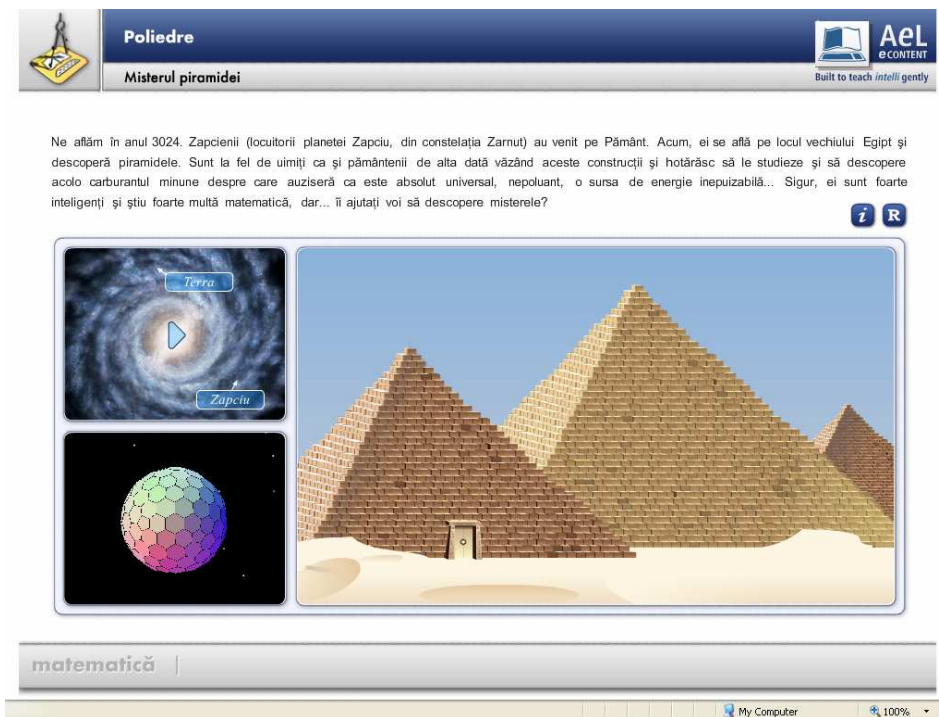 Poliedre
AeL
eCONTENT
Misterul piramidei
Built to teach intelli gently
Ne aflăm în anul 3024. Zapcienii (locuitorii planetei Zapciu, din constelația Zarnut) au venit pe Pământ. Acum, ei se află pe locul vechiului Egipt și
descoperă piramidele. Sunt la fel de uimiți ca și pământenii de alta dată văzând aceste construcții și hotărăsc să le studieze și să descopere
acolo carburantul minune despre care auziseră ca este absolut universal, nepoluant, o sursa de energie inepuizabilă... Sigur, ei sunt foarte
inteligenți și știu foarte multă matematică, dar... îi ajutați voi să descopere misterele?
i R
Terra
Zapciu
matematică |
My Computer 100%